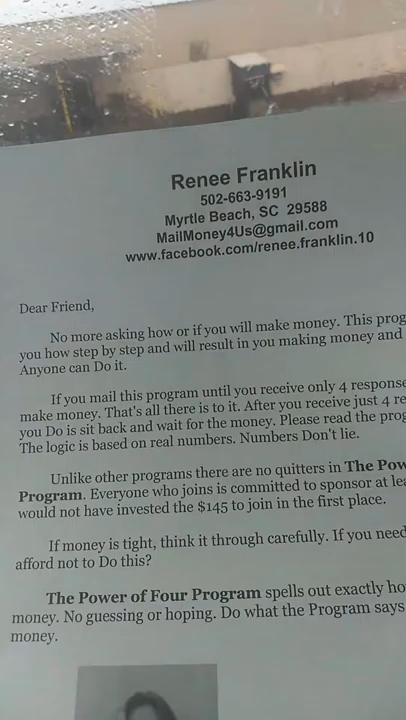 Renee Franklin
502-663-9191
Myrtle Beach, SC 29588
MailMoney4Us@gmail.com
www.facebook.com/renee.franklin.10
Dear Friend,
No more asking how or if you will make money. This prog
you how step by step and will result in you making money and
Anyone can Do it.
If you mail this program until you receive only 4 response
make money. That's all there is to it. After you receive just 4 re
you Do is sit back and wait for the money. Please read the prog
The logic is based on real numbers. Numbers Don't lie.
Unlike other programs there are no quitters in The Pow
Program. Everyone who joins is committed to sponsor at lea
would not have invested the $145 to join in the first place.
If money is tight, think it through carefully. If you need
afford not to Do this?
The Power of Four Program spells out exactly ho
money. No guessing or hoping. Do what the Program says
money.